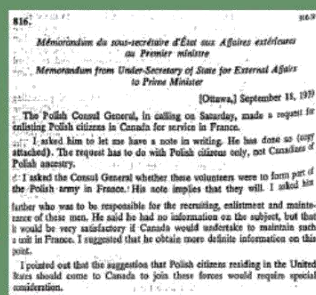 816.
Mémorandum du sous-secrétaire d'État aux Affaires extérieures
au Premier ministre
Memorandum from Under-Secretary of State for External Affairs
to Prime Minister
[Ottawa,] September 18, 1939
The Polish Consul General, in calling on Saturday, made a request for
enlisting Polish citizens in Canada for service in France.
I asked him to let me have a note in writing. He has done so (copy
attached). The request has to do with Polish citizens only, not Canadians of
Polish ancestry.
I asked the Consul General whether these volunteers were to form part of
the Polish army in France. His note implies that they will. I asked him
further who was to be responsible for the recruiting, enlistment and mainte-
nance of these men. He said he had no information on the subject, but that
it would be very satisfactory if Canada would undertake to maintain such
a unit in France. I suggested that he obtain more definite information on this
point.
I pointed out that the suggestion that Polish citizens residing in the United
States should come to Canada to join these forces would require special
consideration.